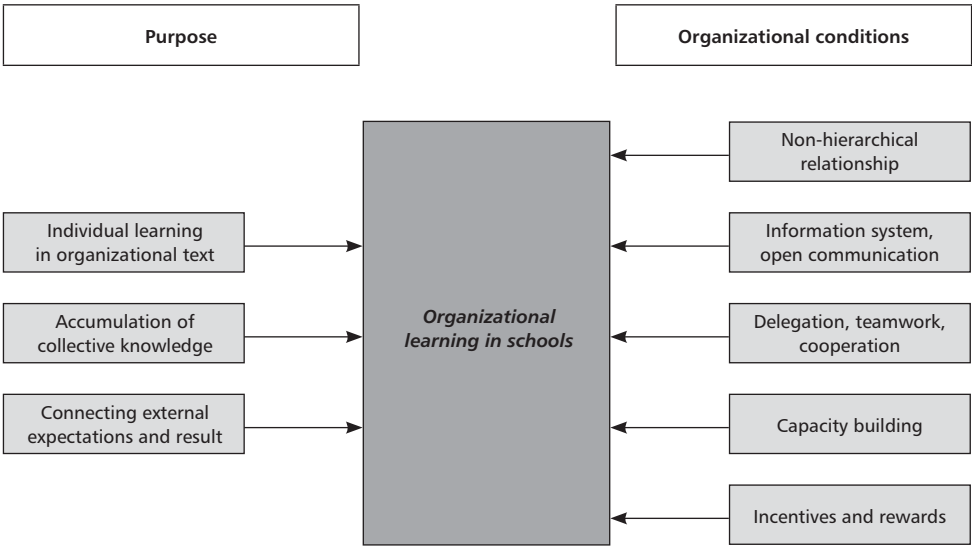 Purpose
Organizational conditions
Individual learning
in organizational text
Accumulation of
collective knowledge
Connecting external
expectations and result
Organizational
learning in schools
Non-hierarchical
relationship
Information system,
open communication
Delegation, teamwork,
cooperation
Capacity building
Incentives and rewards